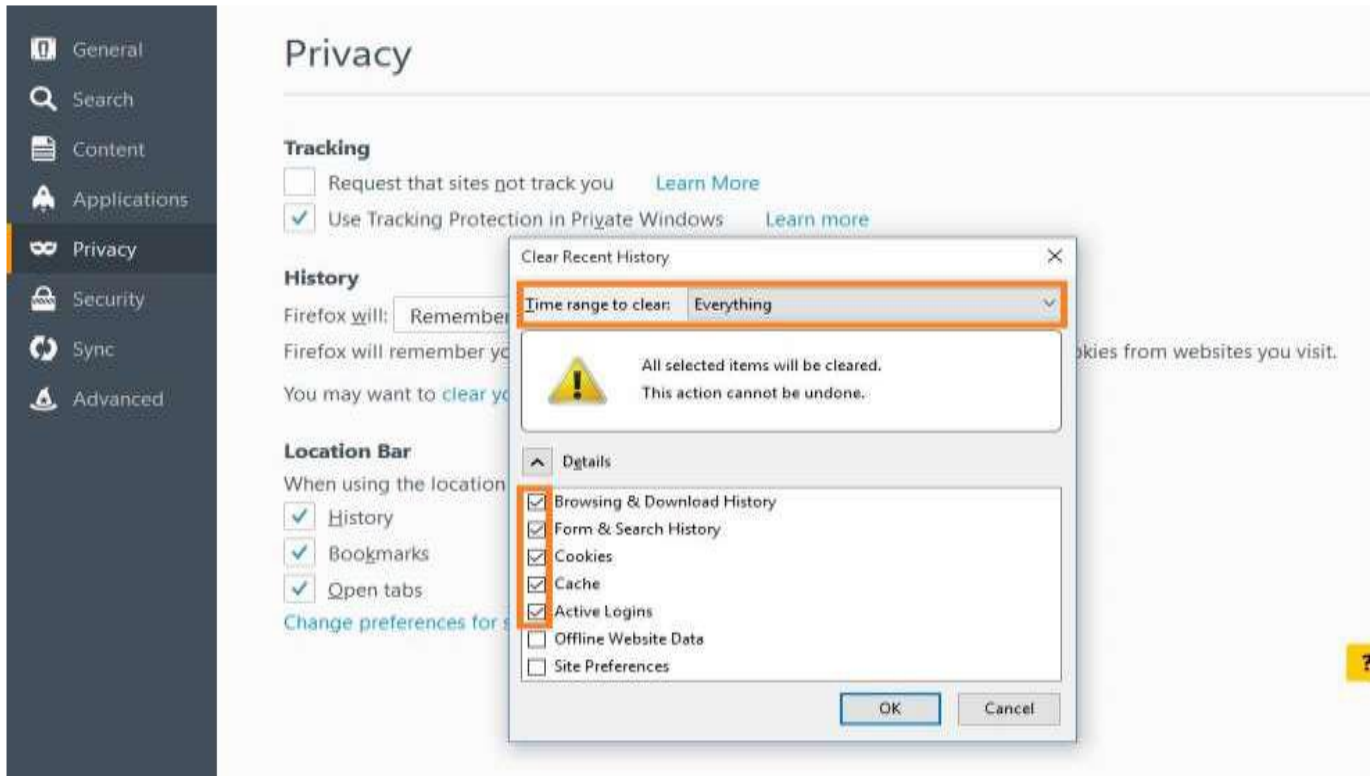 General
Search
Content
Applications
Privacy
Security
Sync
Advanced
Privacy
Tracking
Request that sites not track you Learn More
Use Tracking Protection in Private Windows Learn more
History
Firefox will: Remember
Firefox will remember yo
okies from websites you visit.
You may want to clear yo
Location Bar
When using the location
History
Bookmarks
Open tabs
Change preferences for s
Clear Recent History
Time range to clear: Everything
All selected items will be cleared.
This action cannot be undone.
Details
Browsing & Download History
Form & Search History
Cookies
Cache
Active Logins
Offline Website Data
Site Preferences
OK Cancel
?